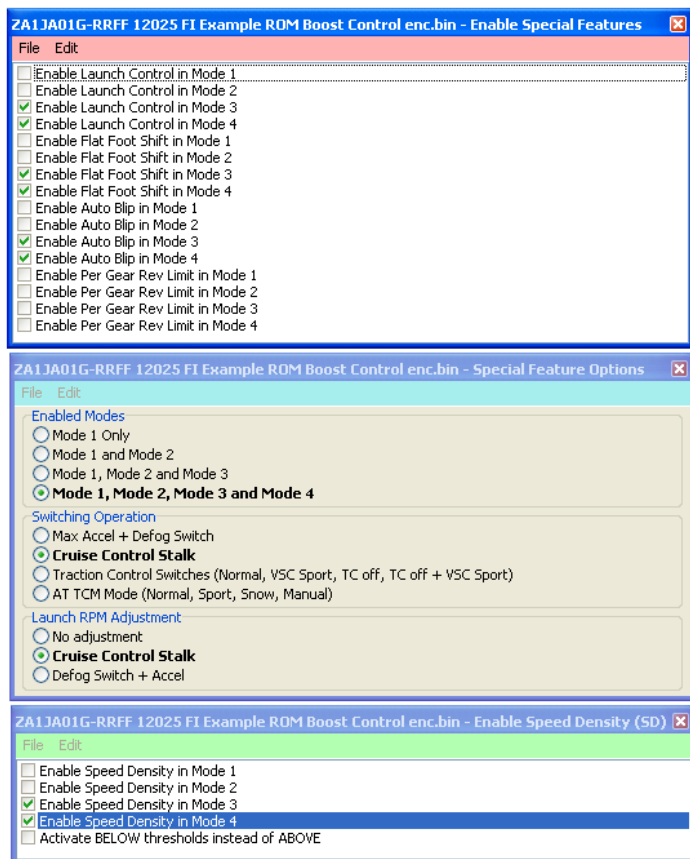 ZA1JA01G-RRFF 12025 FI Example ROM Boost Control enc.bin - Enable Special Features
File Edit
Enable Launch Control in Mode 1
Enable Launch Control in Mode 2
Enable Launch Control in Mode 3
Enable Launch Control in Mode 4
Enable Flat Foot Shift in Mode 1
Enable Flat Foot Shift in Mode 2
Enable Flat Foot Shift in Mode 3
Enable Flat Foot Shift in Mode 4
Enable Auto Blip in Mode 1
Enable Auto Blip in Mode 2
Enable Auto Blip in Mode 3
Enable Auto Blip in Mode 4
Enable Per Gear Rev Limit in Mode 1
Enable Per Gear Rev Limit in Mode 2
Enable Per Gear Rev Limit in Mode 3
Enable Per Gear Rev Limit in Mode 4
ZA1JA01G-RRFF 12025 FI Example ROM Boost Control enc.bin - Special Feature Options
File Edit
Enabled Modes
Mode 1 Only
Mode 1 and Mode 2
Mode 1, Mode 2 and Mode 3
Mode 1, Mode 2, Mode 3 and Mode 4
Switching Operation
Max Accel + Defog Switch
Cruise Control Stalk
Traction Control Switches (Normal, VSC Sport, TC off, TC off + VSC Sport)
AT TCM Mode (Normal, Sport, Snow, Manual)
Launch RPM Adjustment
No adjustment
Cruise Control Stalk
Defog Switch + Accel
ZA1JA01G-RRFF 12025 FI Example ROM Boost Control enc.bin - Enable Speed Density (SD)
File Edit
Enable Speed Density in Mode 1
Enable Speed Density in Mode 2
Enable Speed Density in Mode 3
Enable Speed Density in Mode 4
Activate BELOW thresholds instead of ABOVE